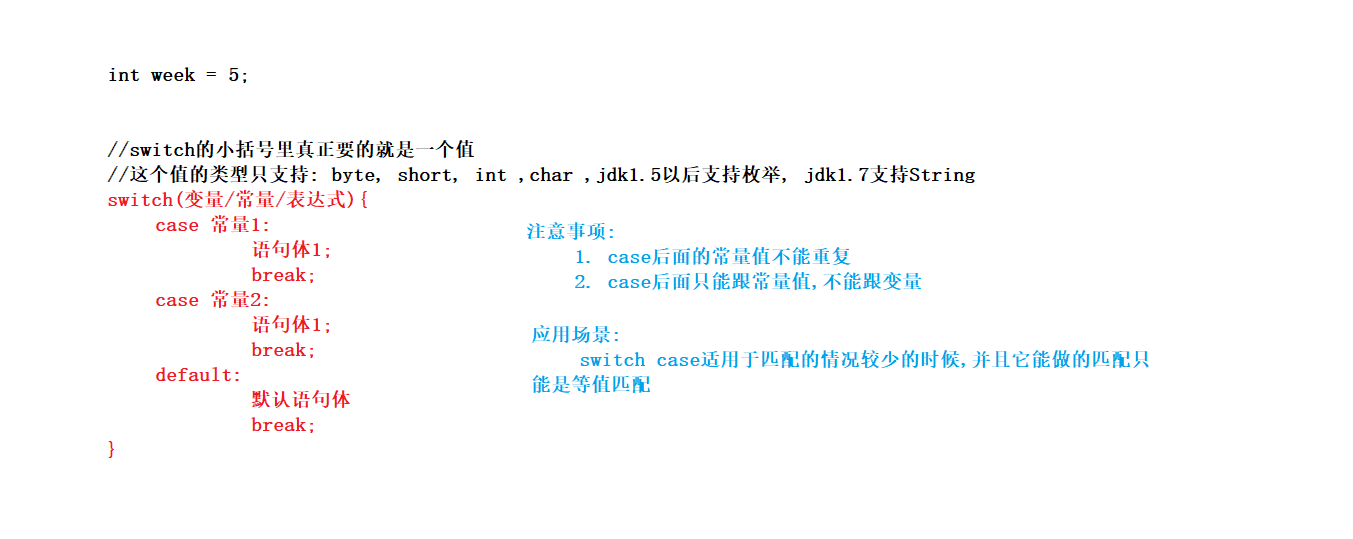 int week = 5;
//switch的小括号里真正要的就是一个值
//这个值的类型只支持: byte, short, int ,char ,jdk1.5以后支持枚举, jdk1.7支持String
switch(变量/常量/表达式){
case 常量1:
语句体1;
break;
case 常量2:
语句体1;
break;
default:
默认语句体
break;
}
注意事项:
1. case后面的常量值不能重复
2. case后面只能跟常量值,不能跟变量
应用场景:
switch case适用于匹配的情况较少的时候,并且它能做的匹配只
能是等值匹配